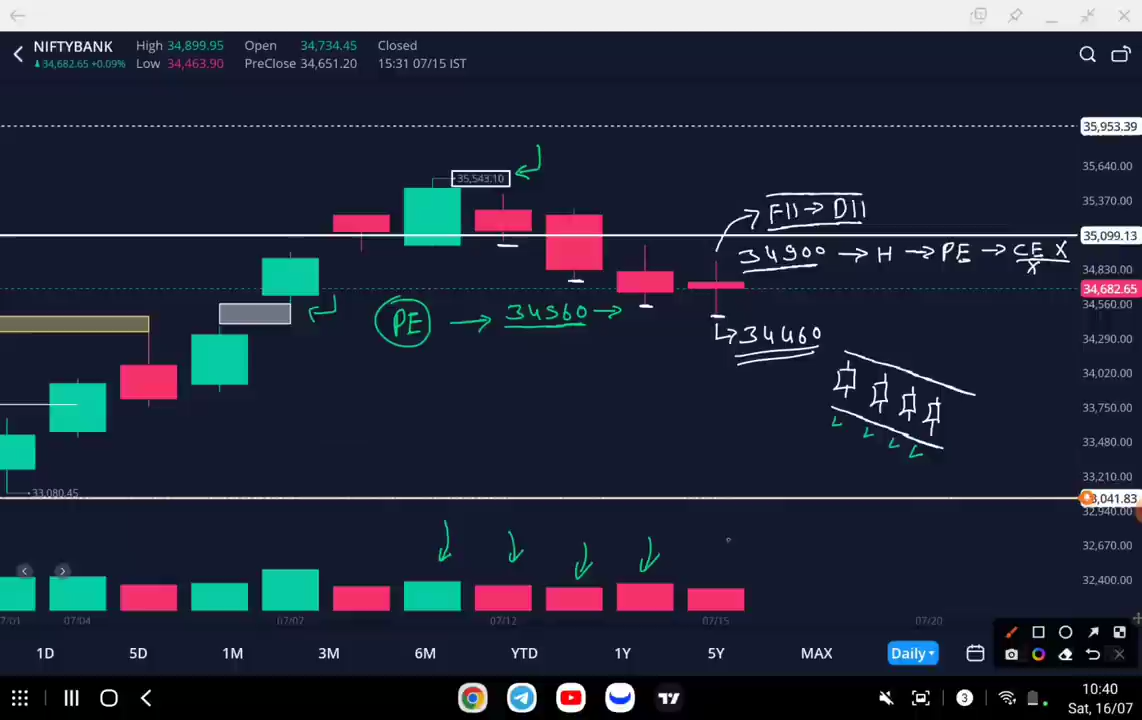 NIFTYBANK High 34,899.95 Open 34,734.45 Closed
34,682.65 +0.09% Low 34,463.90 PreClose 34,651.20 15:31 07/15 IST
35,953.39
35,640.00
35,543.10
35,370.00
FII → DII
35,099.13
34900 → H → PE → CE X
X
34,830.00
34,682.65
PE → 34560 →
34,560.00
34460
34,290.00
34,020.00
33,750.00
33,480.00
33,210.00
33,080.45
3,041.83
32,940.00
32,670.00
32,400.00
07/01 07/04 07/07 07/12 07/15 07/20
1D 5D 1M 3M 6M YTD 1Y 5Y MAX Daily
3
10:40
Sat, 16/07